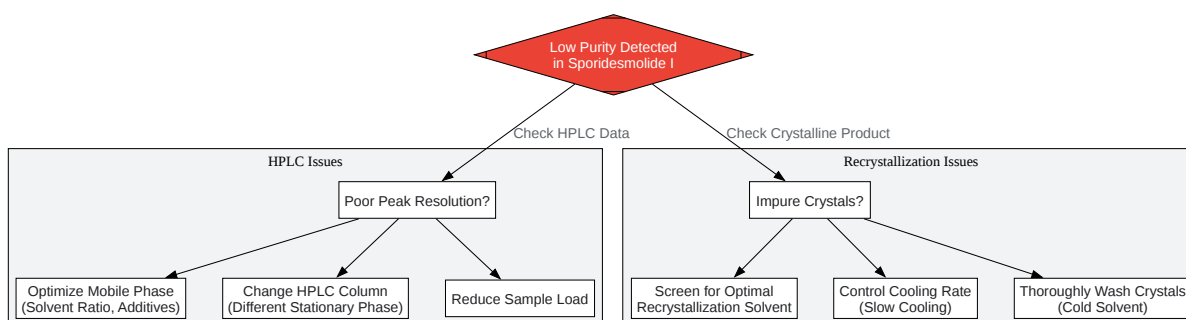 Low Purity Detected
in Sporidesmolide I
Check HPLC Data
Check Crystalline Product
HPLC Issues
Recrystallization Issues
Poor Peak Resolution?
Impure Crystals?
Optimize Mobile Phase
(Solvent Ratio, Additives)
Change HPLC Column
(Different Stationary Phase)
Reduce Sample Load
Screen for Optimal
Recrystallization Solvent
Control Cooling Rate
(Slow Cooling)
Thoroughly Wash Crystals
(Cold Solvent)